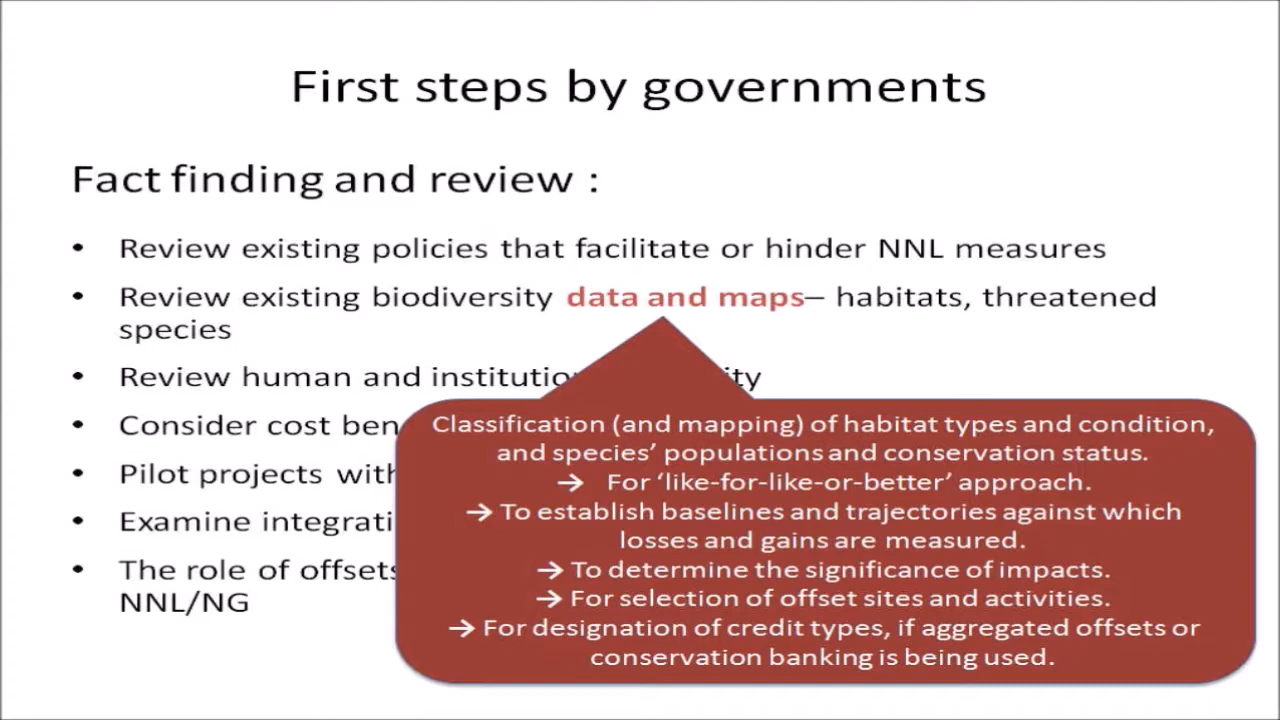 First steps by governments
Fact finding and review :
• Review existing policies that facilitate or hinder NNL measures
• Review existing biodiversity data and maps– habitats, threatened
species
• Review human and
• Consider cost
• Pilot projects
• Examine
• The role of
NNL/NG
Classification (and mapping) of habitat types and condition,
and species’ populations and conservation status.
→ For ‘like-for-like-or-better’ approach.
→ To establish baselines and trajectories against which
losses and gains are measured.
→ To determine the significance of impacts.
→ For selection of offset sites and activities.
→ For designation of credit types, if aggregated offsets or
conservation banking is being used.